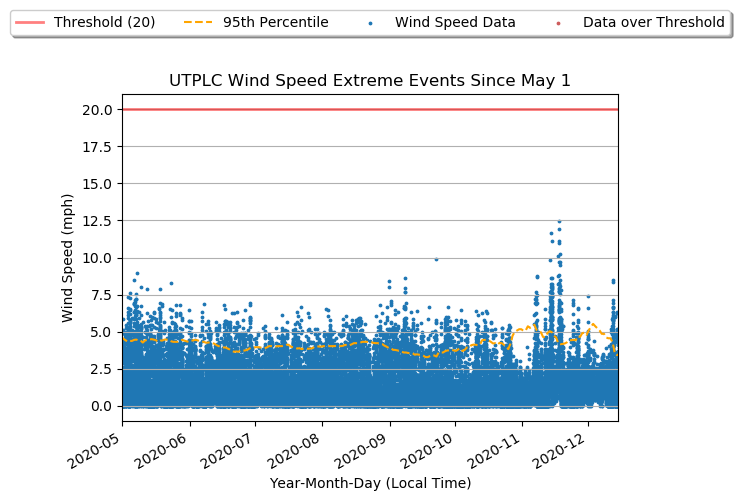 Threshold (20) 95th Percentile Wind Speed Data Data over Threshold
UTPLC Wind Speed Extreme Events Since May 1
20.0
17.5
15.0
12.5
10.0
7.5
5.0
2.5
0.0
Wind Speed (mph)
2020-05 2020-06 2020-07 2020-08 2020-09 2020-10 2020-11 2020-12
Year-Month-Day (Local Time)